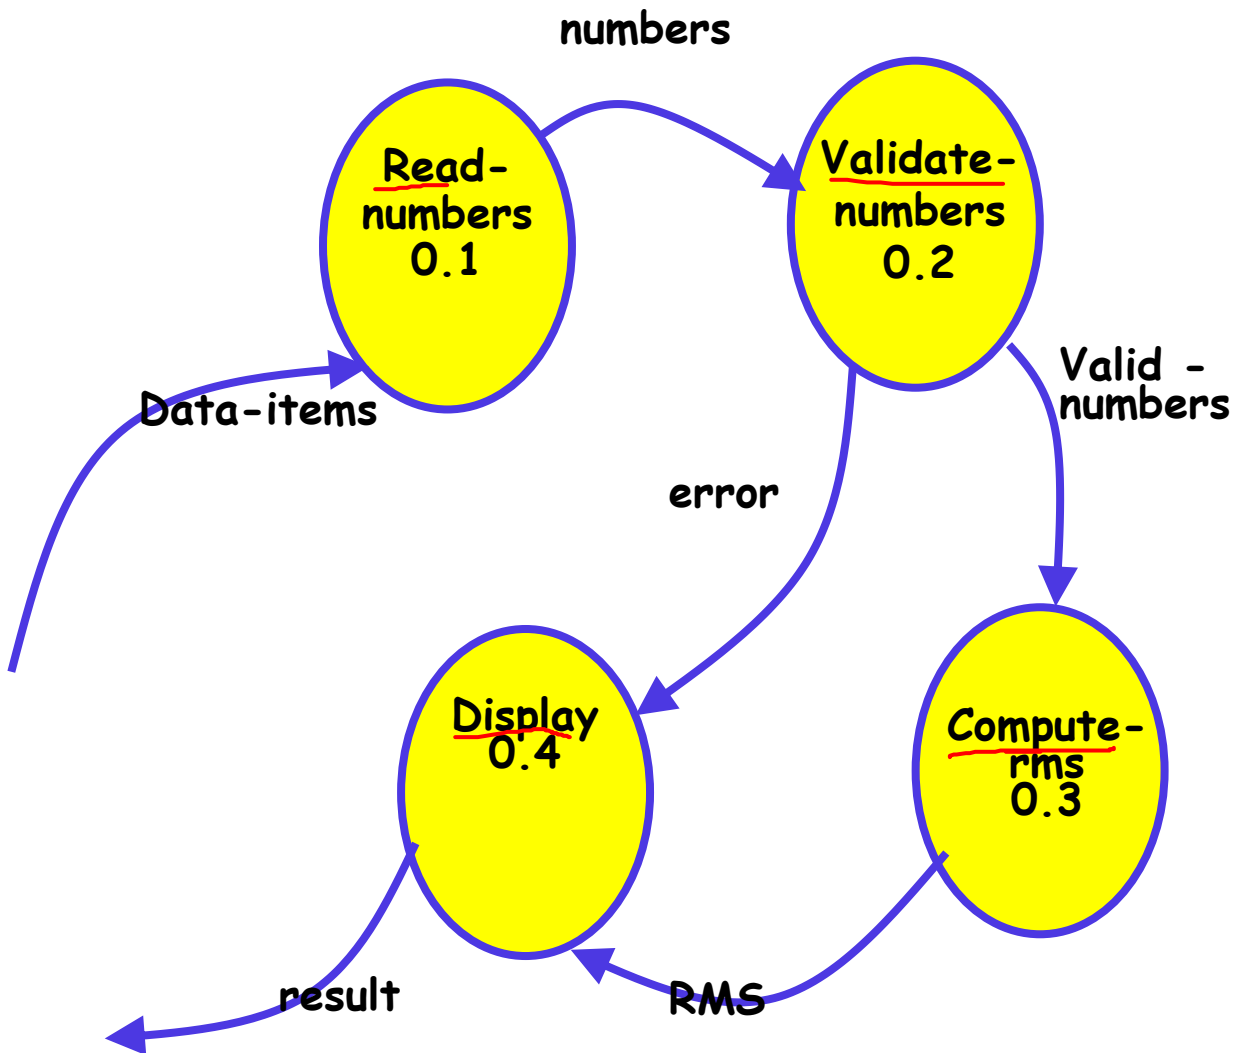 numbers
Read-
numbers
0.1
Validate-
numbers
0.2
Data-items
Valid -
numbers
error
Display
0.4
Compute-
rms
0.3
result
RMS